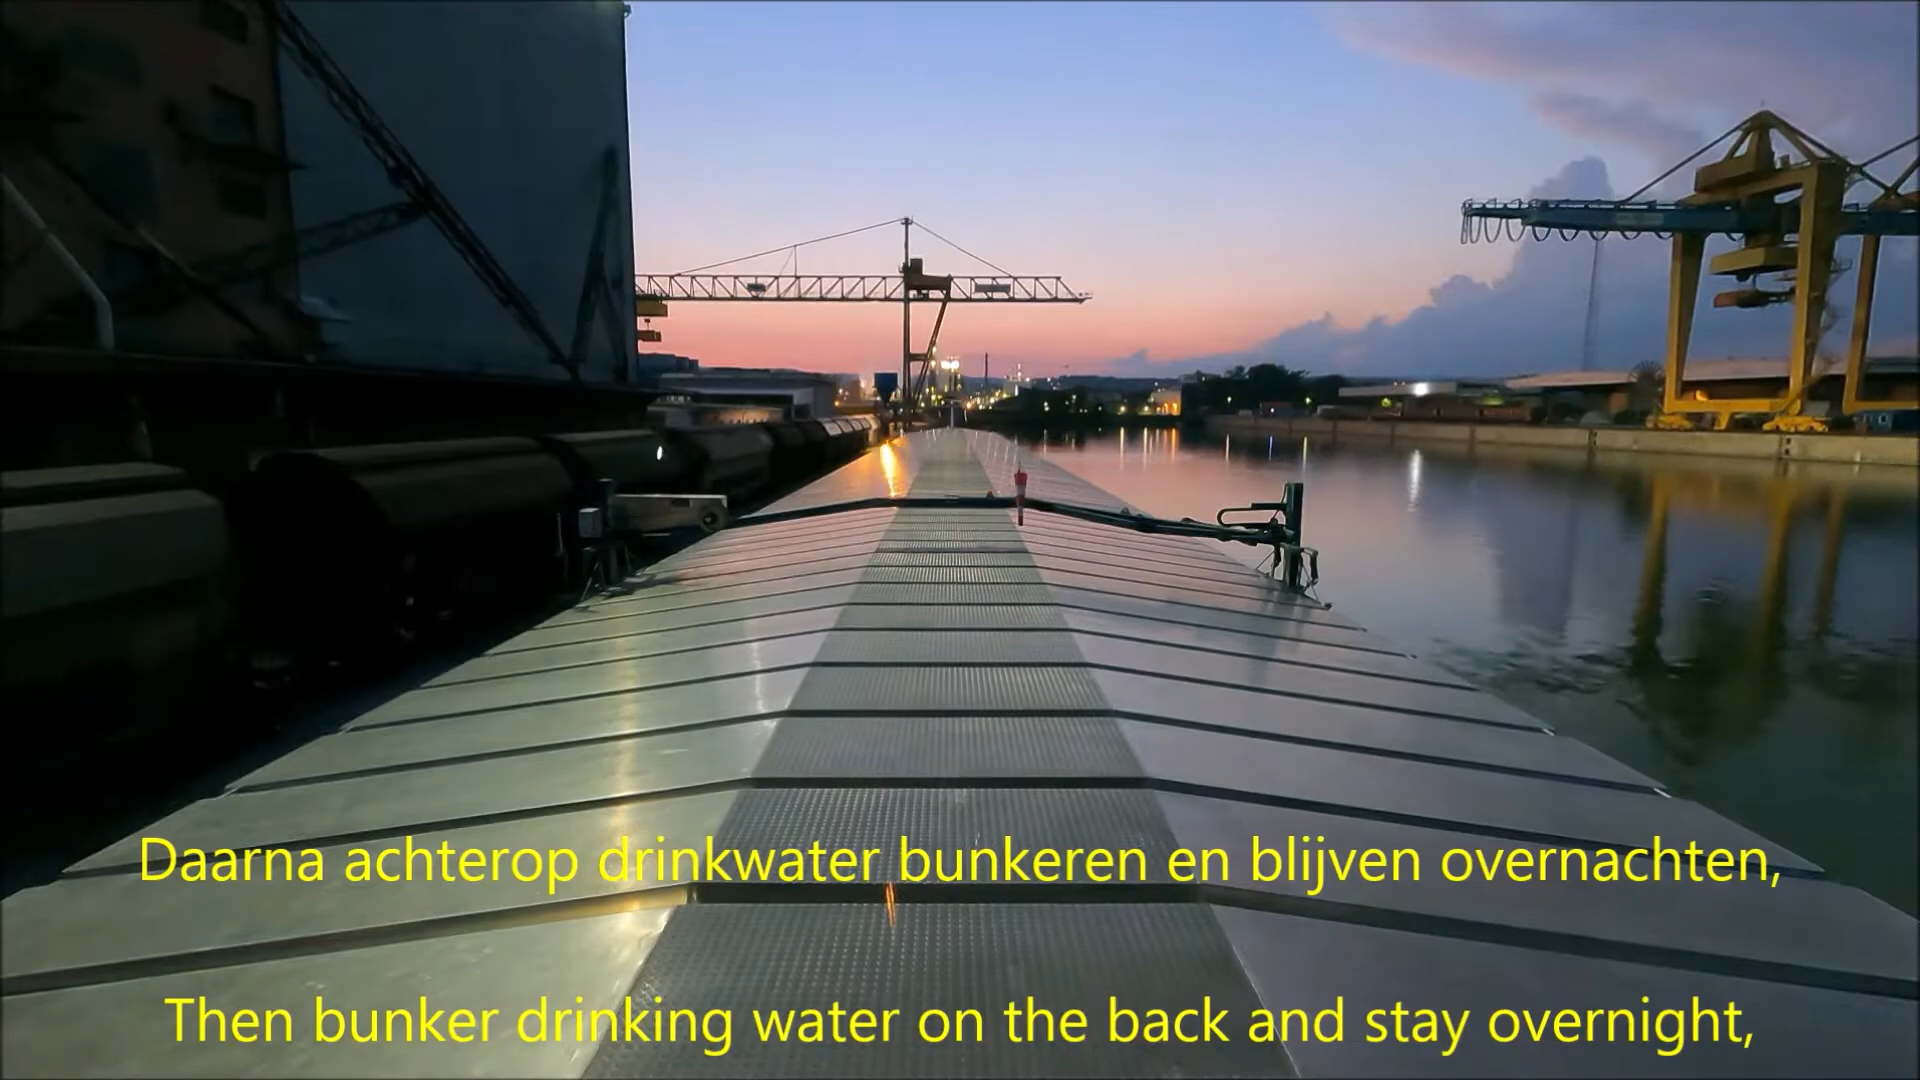 Daarna achterop drinkwater bunkeren en blijven overnachten,
Then bunker drinking water on the back and stay overnight,